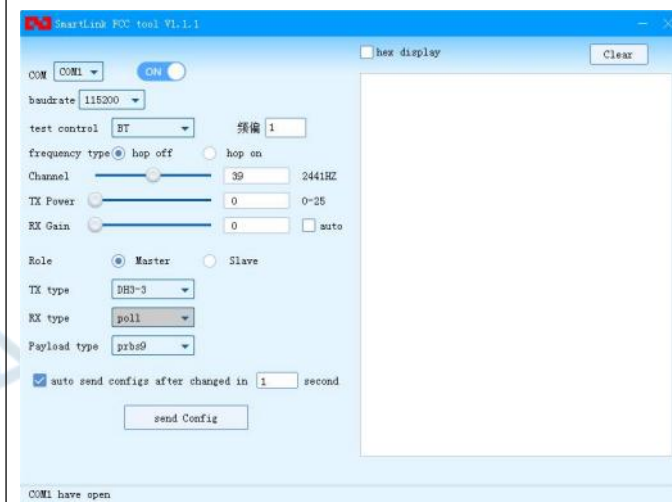 SmartLink FCC tool V1.1.1
hex display
Clear
COM COM1 ON
baudrate 115200
test control BT 频偏 1
frequency type hop off hop on
Channel 39 2441HZ
TX Power 0 0-25
RX Gain 0 auto
Role Master Slave
TX type DH3-3
RX type poll
Payload type prbs9
auto send configs after changed in 1 second
send Config
COM1 have open